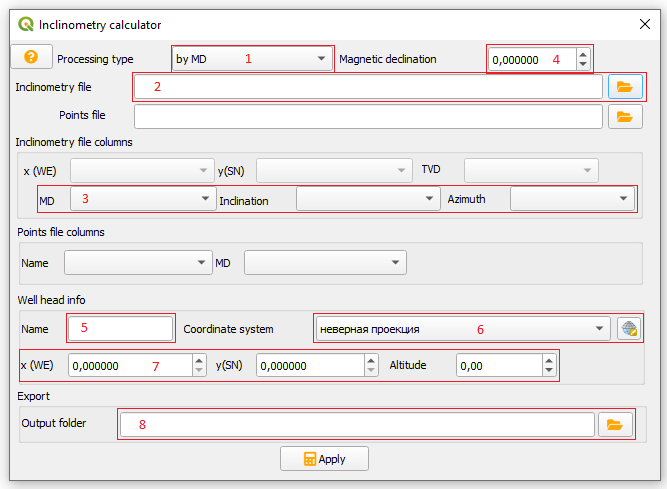 Inclinometry calculator
Processing type by MD 1 Magnetic declination 0,000000 4
Inclinometry file 2
Points file
Inclinometry file columns
x (WE) y(SN) TVD
MD 3 Inclination Azimuth
Points file columns
Name MD
Well head info
Name 5 Coordinate system неверная проекция 6
x (WE) 0,000000 7 y(SN) 0,000000 Altitude 0,00
Export
Output folder 8
Apply